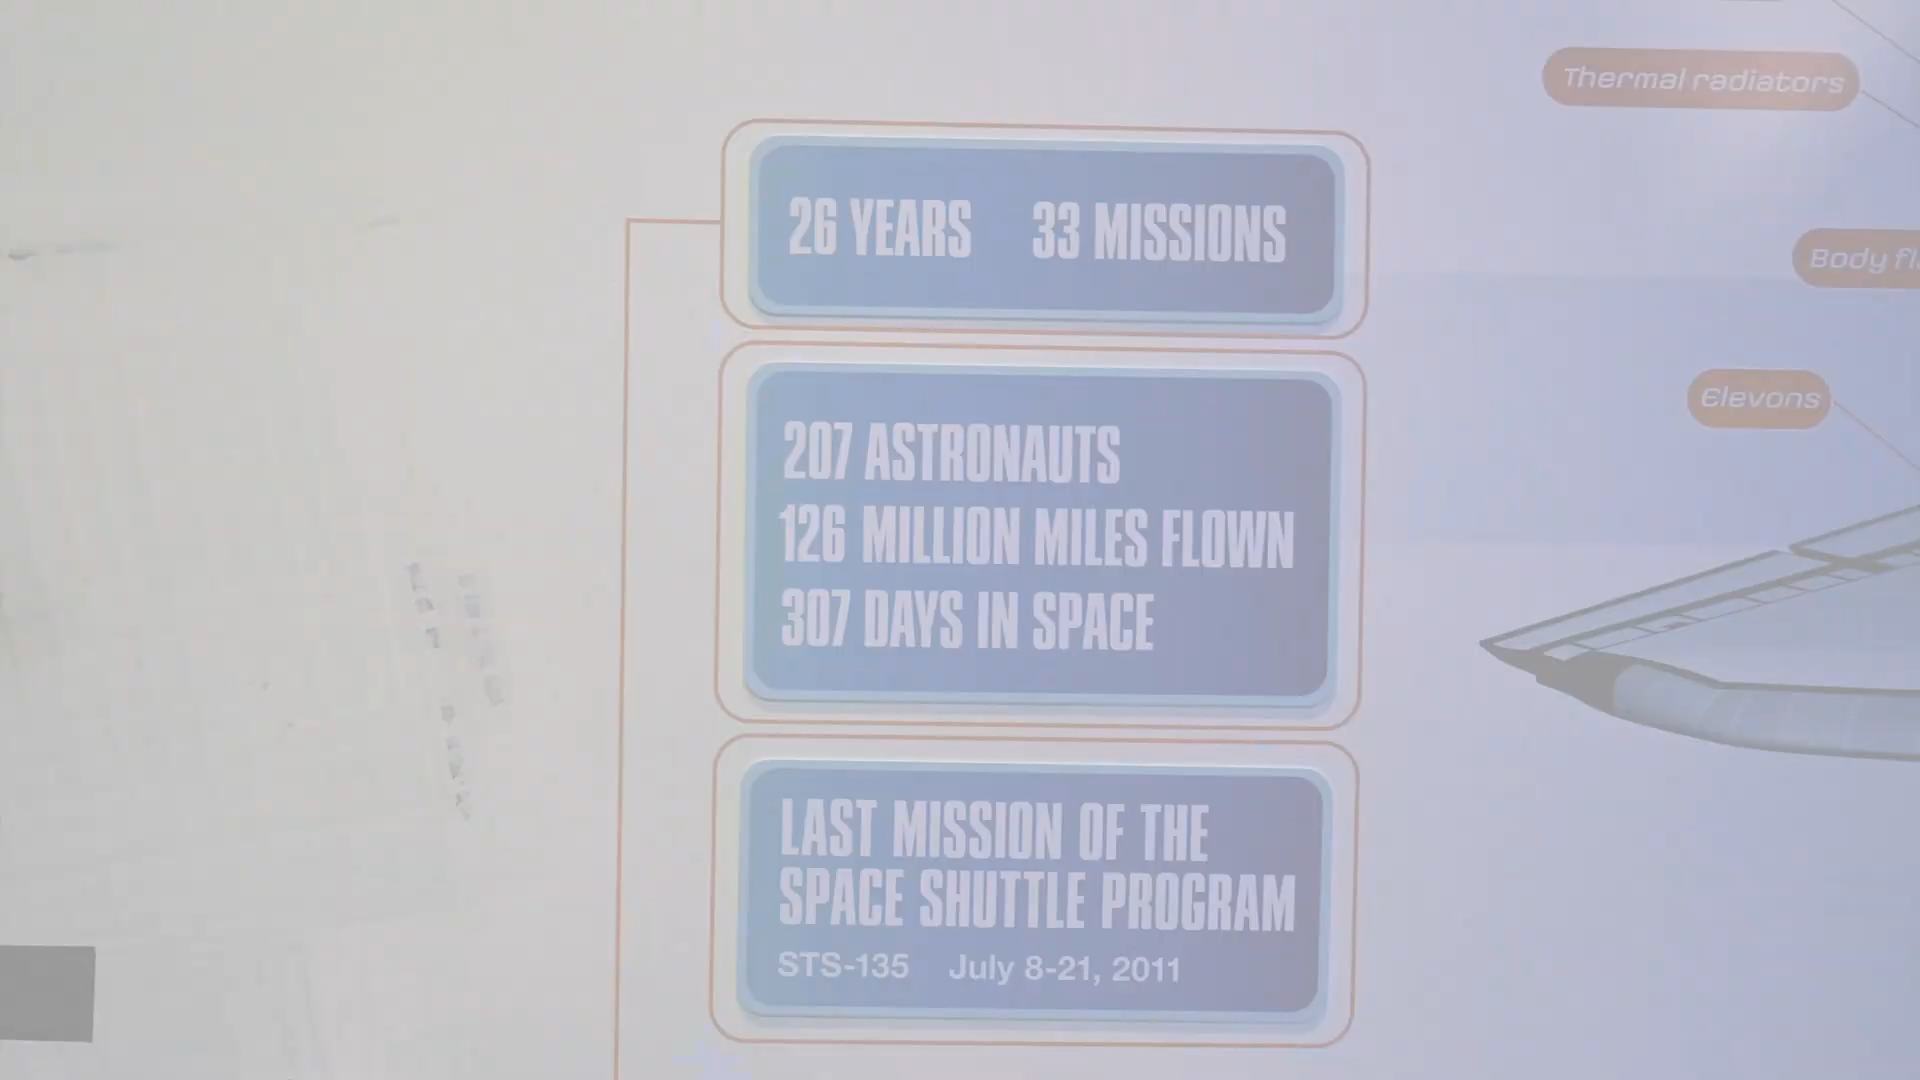 Thermal radiators
26 YEARS 33 MISSIONS
Body
Elevons
207 ASTRONAUTS
126 MILLION MILES FLOWN
307 DAYS IN SPACE
LAST MISSION OF THE
SPACE SHUTTLE PROGRAM
STS-135 July 8-21, 2011